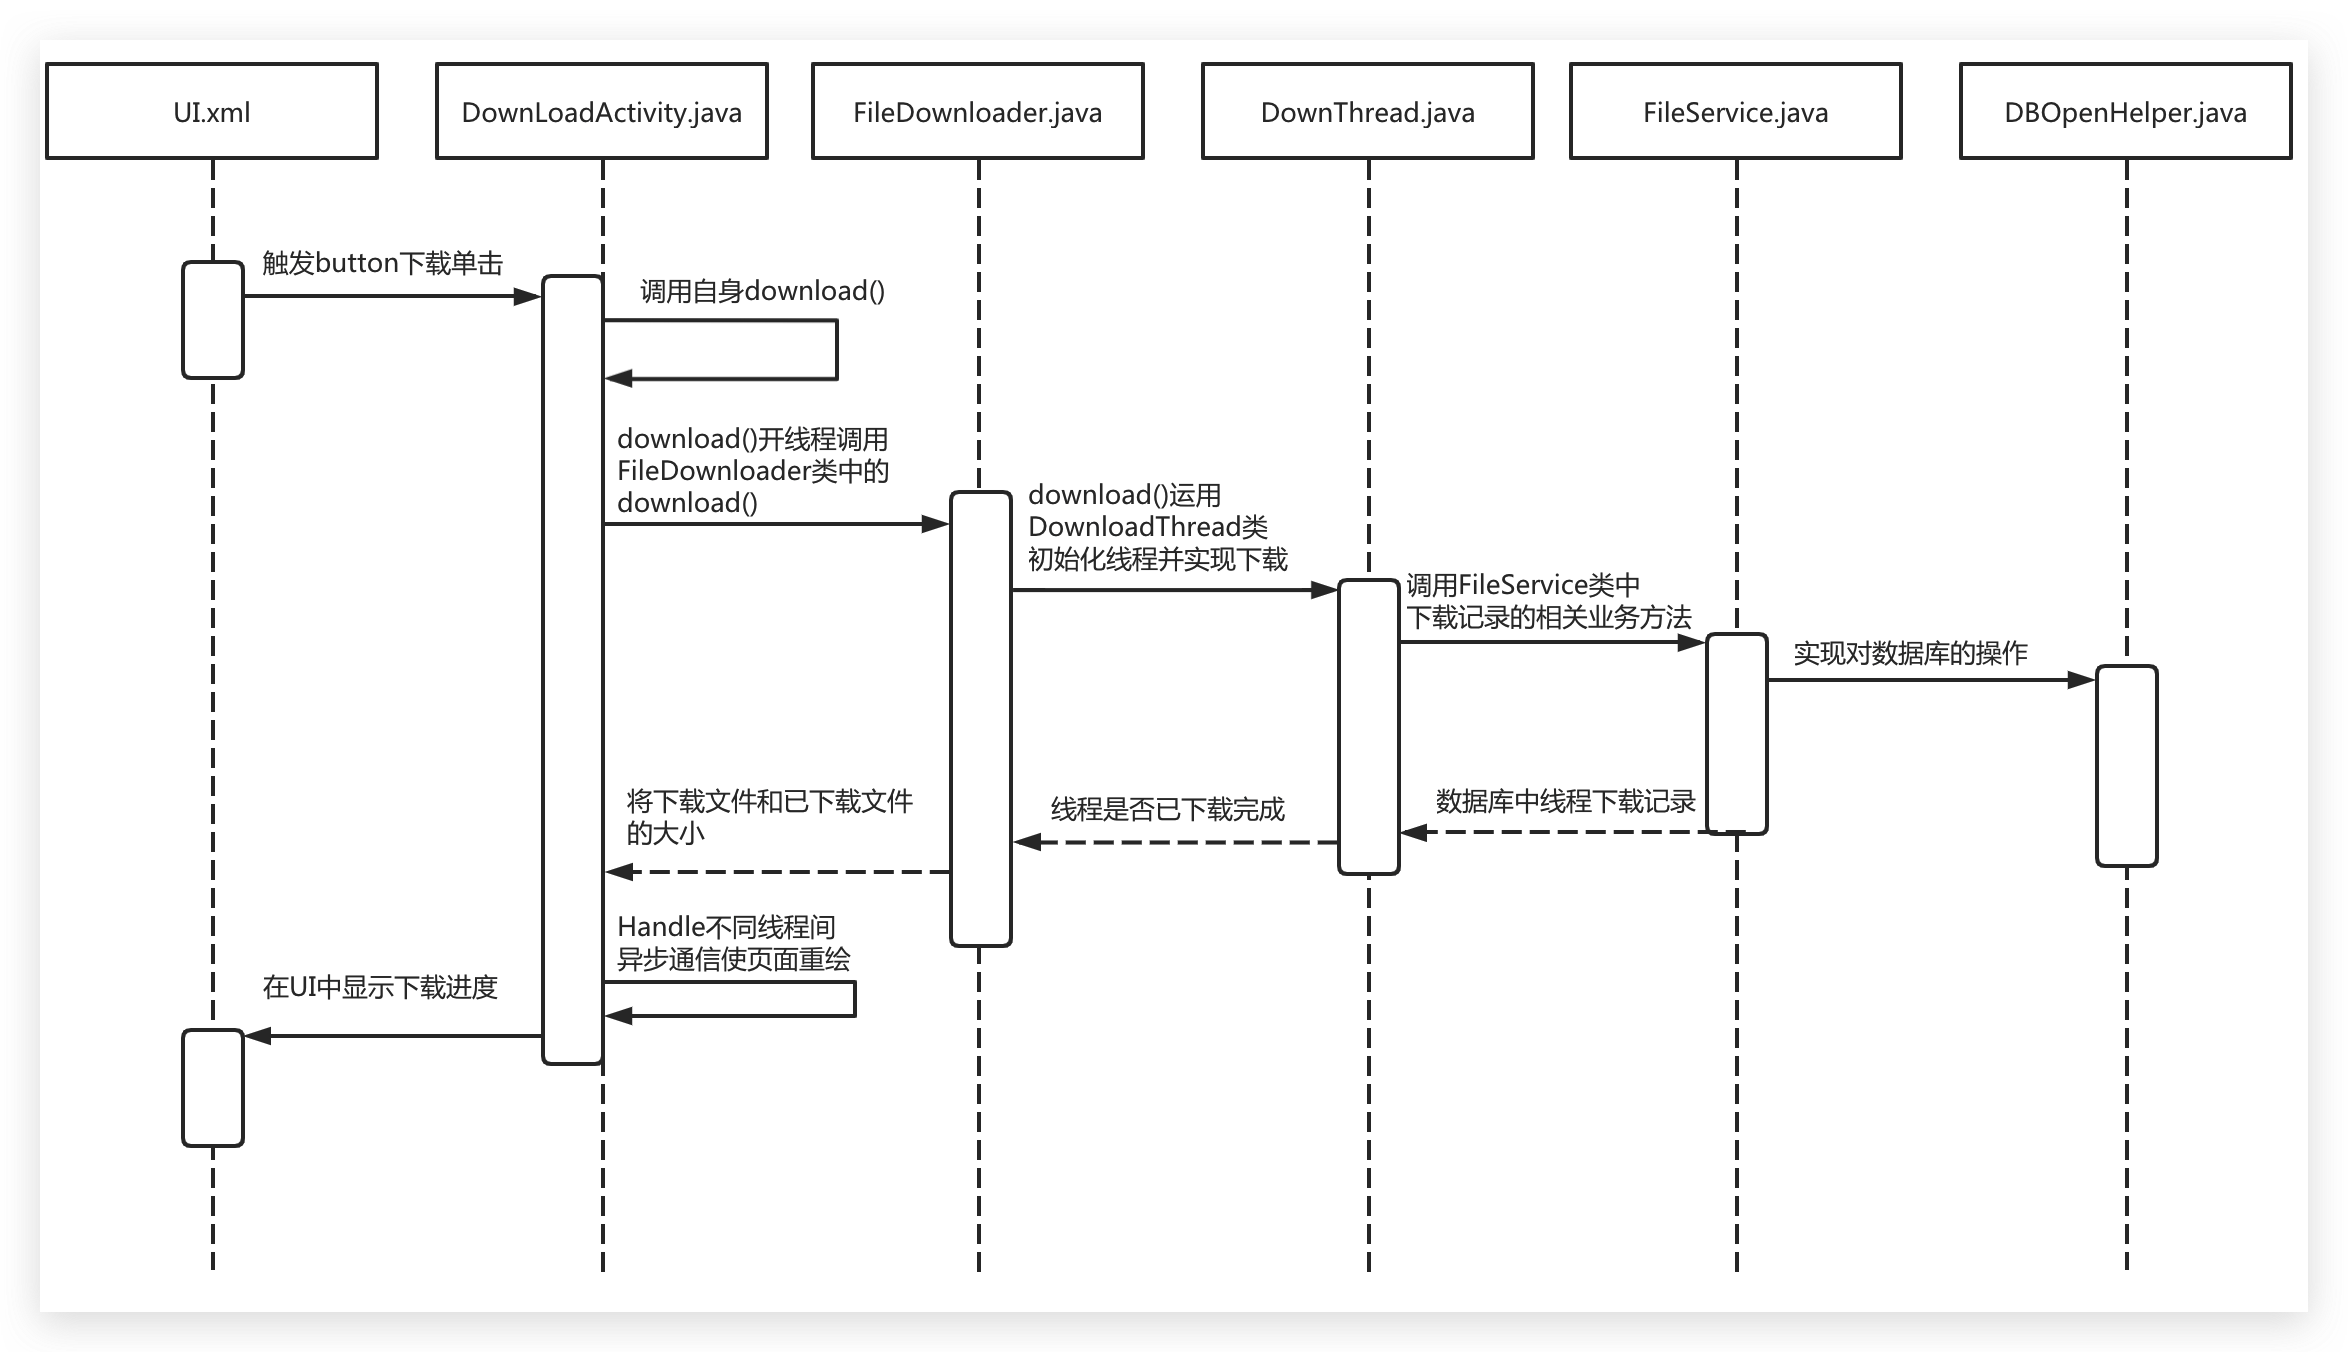 UI.xml
DownLoadActivity.java
FileDownloader.java
DownThread.java
FileService.java
DBOpenHelper.java
触发button下载单击
调用自身download()
download()开线程调用
FileDownloader类中的
download()
download()运用
DownloadThread类
初始化线程并实现下载
调用FileService类中
下载记录的相关业务方法
实现对数据库的操作
数据库中线程下载记录
线程是否已下载完成
将下载文件和已下载文件
的大小
Handle不同线程间
异步通信使页面重绘
在UI中显示下载进度